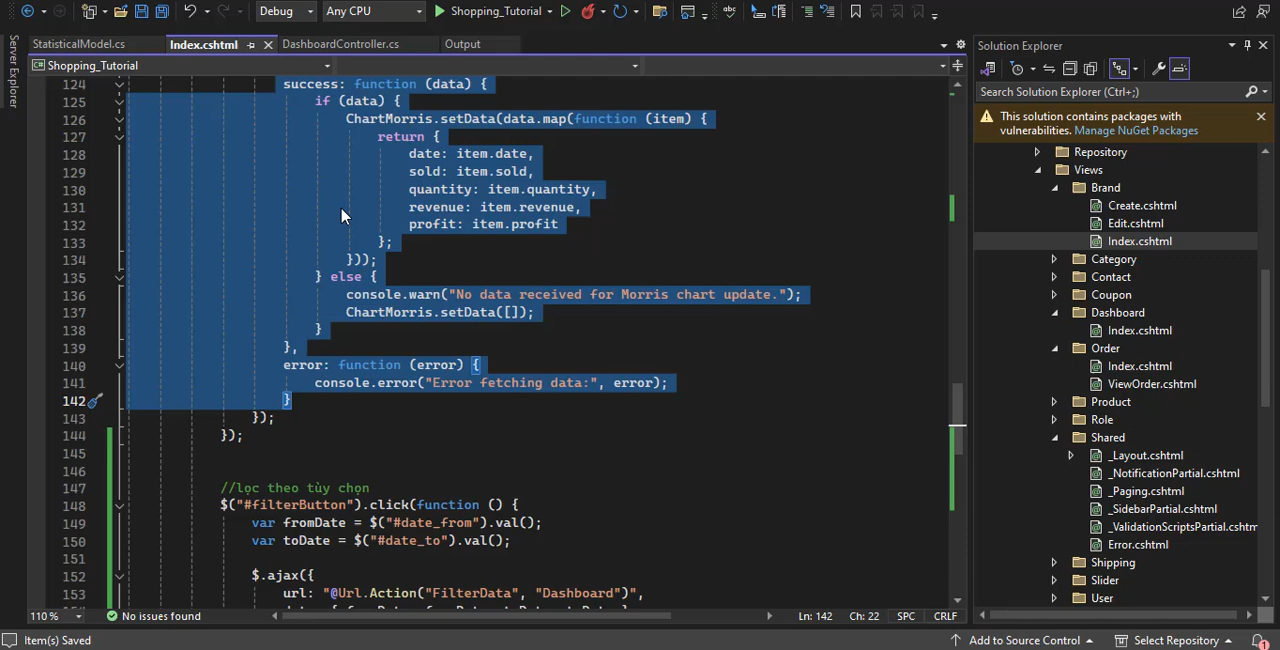 Debug Any CPU Shopping_Tutorial
StatisticalModel.cs Index.cshtml DashboardController.cs Output
Shopping_Tutorial
124 success: function (data) {
125 if (data) {
126 ChartMorris.setData(data.map(function (item) {
127 return {
128 date: item.date,
129 sold: item.sold,
130 quantity: item.quantity,
131 revenue: item.revenue,
132 profit: item.profit
133 };
134 }));
135 } else {
136 console.warn("No data received for Morris chart update.");
137 ChartMorris.setData([]);
138 }
139 },
140 error: function (error) {
141 console.error("Error fetching data:", error);
142 }
143 });
144 });
145
146
147 //lọc theo tùy chọn
148 $("#filterButton").click(function () {
149 var fromDate = $("#date_from").val();
150 var toDate = $("#date_to").val();
151
152 $.ajax({
153 url: "@Url.Action("FilterData", "Dashboard")",
110 % No issues found Ln: 142 Ch: 22 SPC CRLF
Item(s) Saved Add to Source Control Select Repository 1
Server Explorer
Solution Explorer
Search Solution Explorer (Ctrl+;)
This solution contains packages with
vulnerabilities. Manage NuGet Packages
Repository
Views
Brand
Create.cshtml
Edit.cshtml
Index.cshtml
Category
Contact
Coupon
Dashboard
Index.cshtml
Order
Index.cshtml
ViewOrder.cshtml
Product
Role
Shared
_Layout.cshtml
_NotificationPartial.cshtml
_Paging.cshtml
_SidebarPartial.cshtml
_ValidationScriptsPartial.cshtm
Error.cshtml
Shipping
Slider
User